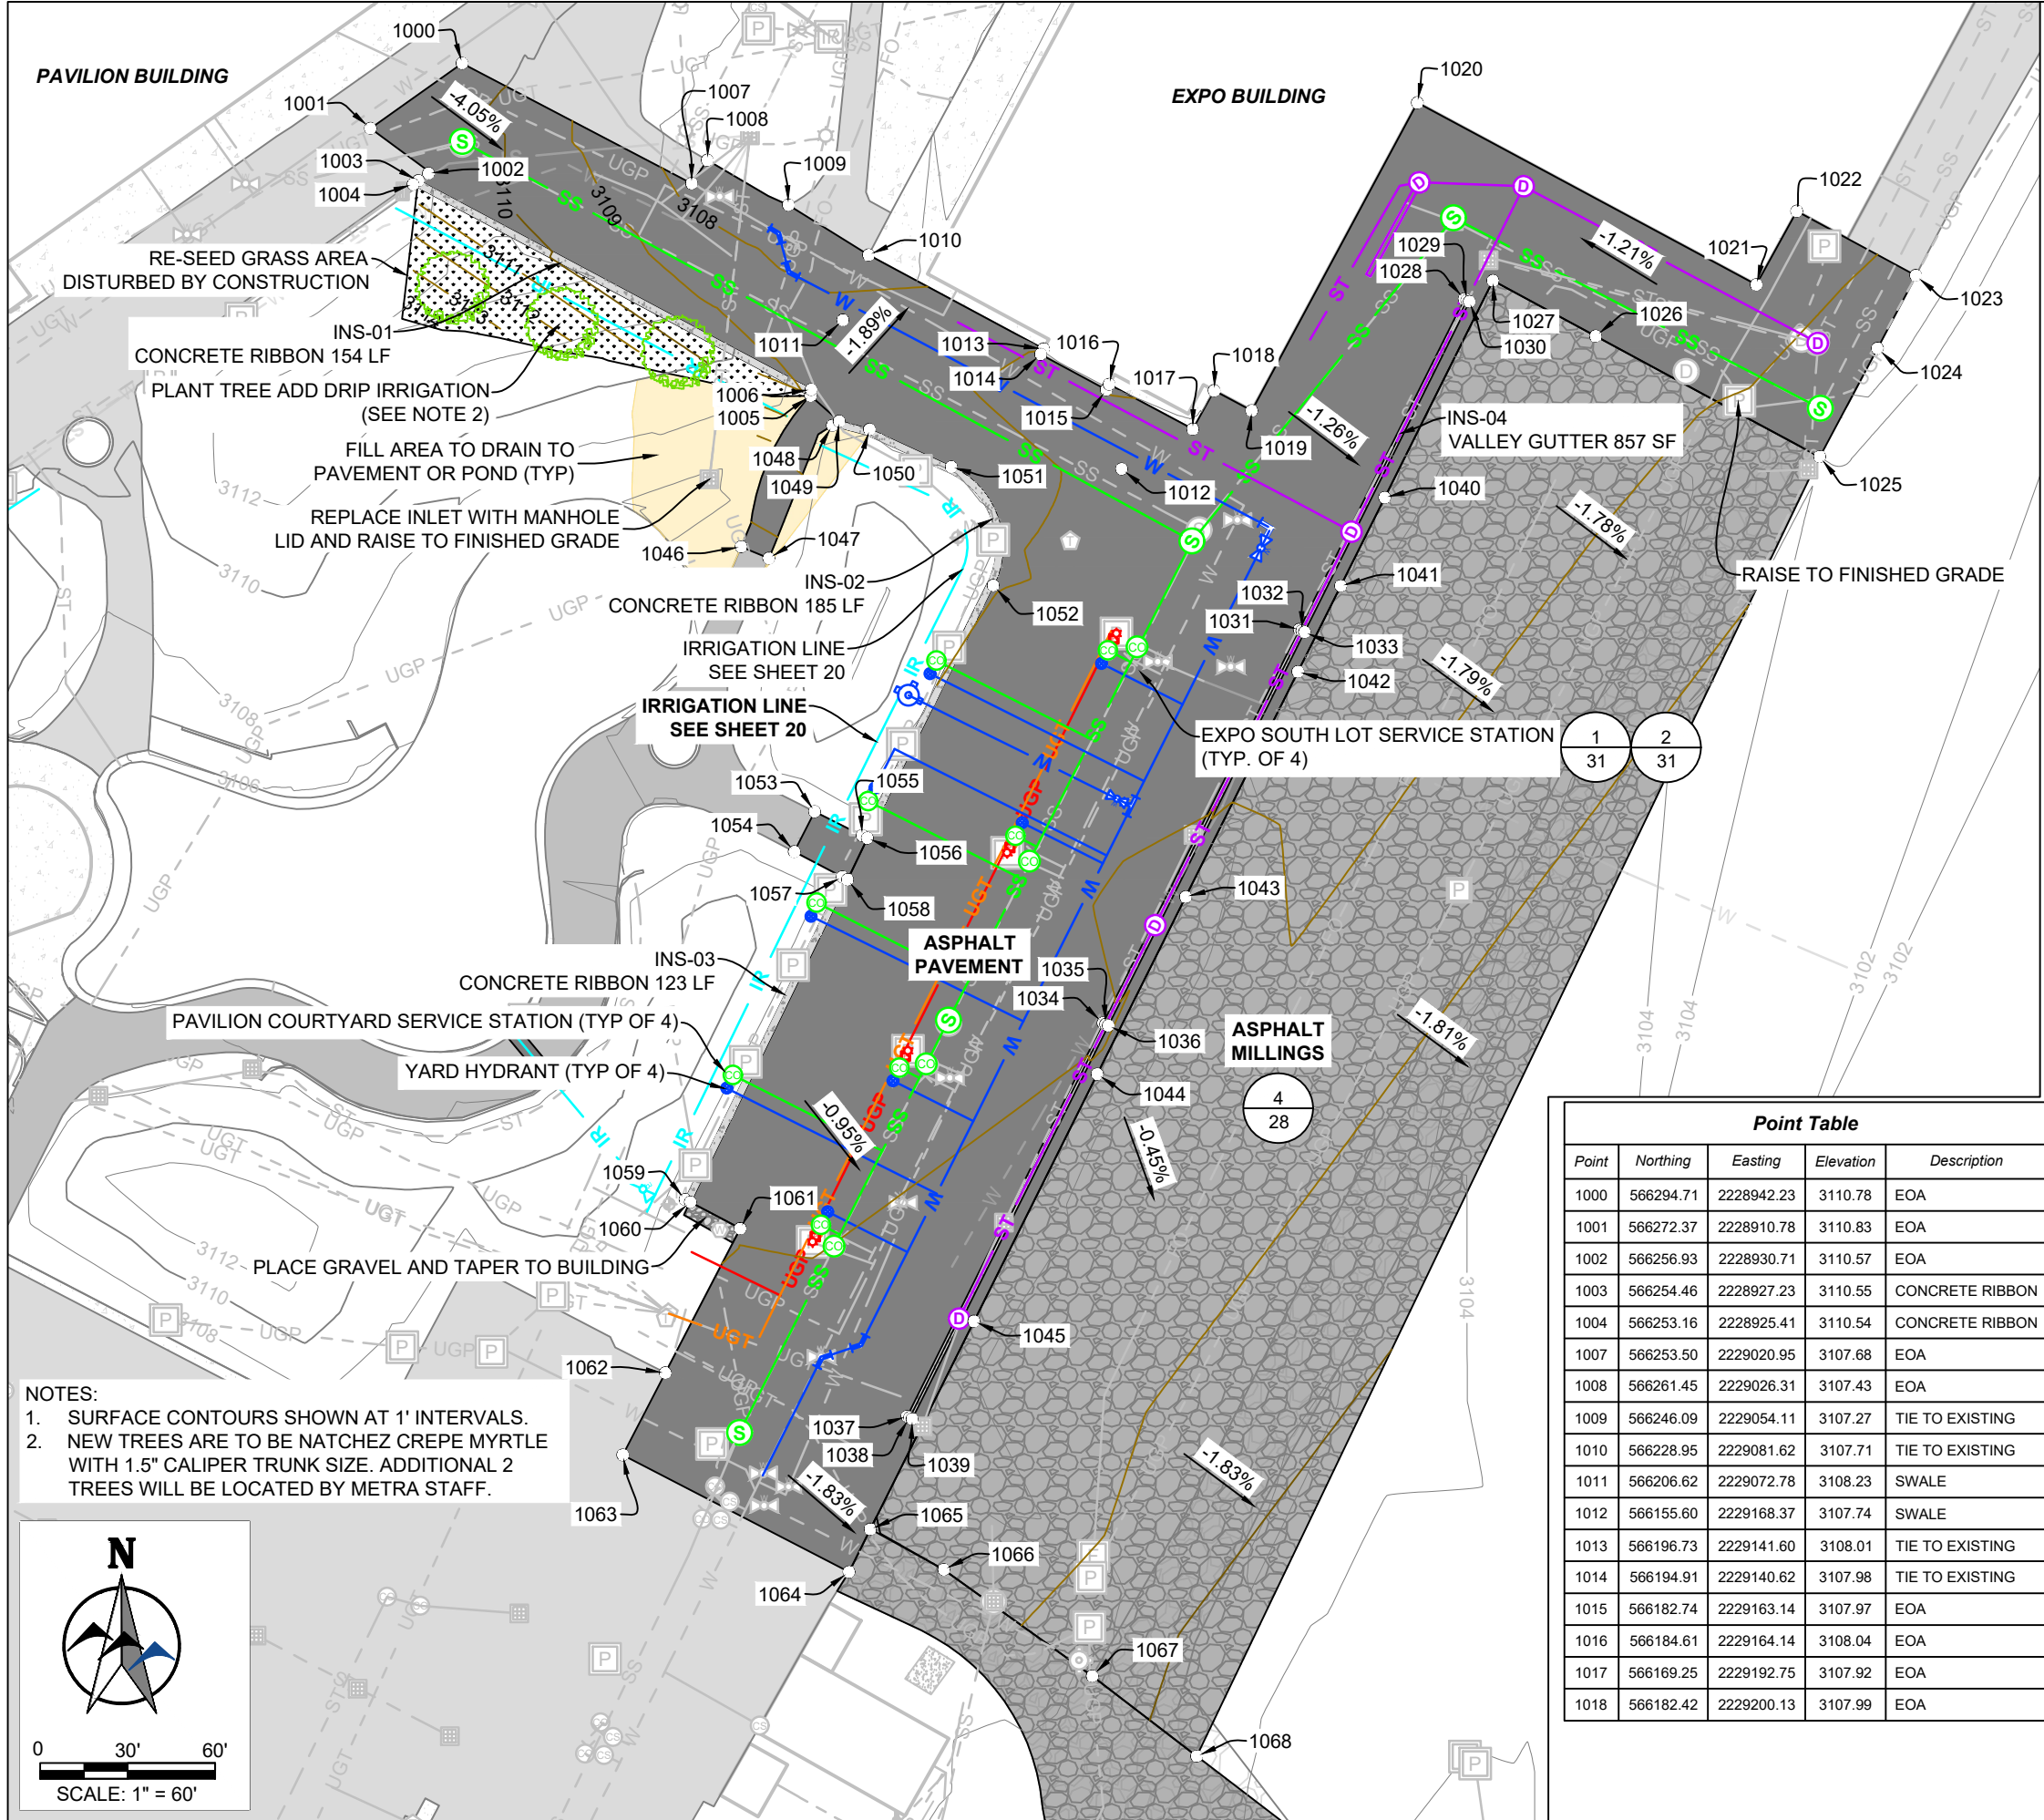 PAVILION BUILDING
EXPO BUILDING
1000
1001
1002
1003
1004
1007
1008
1009
1010
1020
1022
1021
1023
1024
1025
1026
1027
1028
1029
1030
-4.05%
-1.89%
-1.21%
-1.26%
-1.78%
-1.79%
-1.81%
-0.45%
-0.95%
-1.83%
-1.83%
3110
3109
3108
3111
RE-SEED GRASS AREA
DISTURBED BY CONSTRUCTION
INS-01
CONCRETE RIBBON 154 LF
PLANT TREE ADD DRIP IRRIGATION
(SEE NOTE 2)
FILL AREA TO DRAIN TO
PAVEMENT OR POND (TYP)
REPLACE INLET WITH MANHOLE
LID AND RAISE TO FINISHED GRADE
1005
1006
1011
1012
1013
1014
1015
1016
1017
1018
1019
INS-04
VALLEY GUTTER 857 SF
1040
1041
1042
1043
1044
1045
1046
1047
1048
1049
1050
1051
1052
RAISE TO FINISHED GRADE
INS-02
CONCRETE RIBBON 185 LF
IRRIGATION LINE
SEE SHEET 20
IRRIGATION LINE
SEE SHEET 20
1031
1032
1033
EXPO SOUTH LOT SERVICE STATION
(TYP. OF 4)
1
31
2
31
1053
1054
1055
1056
1057
1058
ASPHALT
PAVEMENT
INS-03
CONCRETE RIBBON 123 LF
PAVILION COURTYARD SERVICE STATION (TYP OF 4)
YARD HYDRANT (TYP OF 4)
1034
1035
1036
ASPHALT
MILLINGS
4
28
1059
1060
1061
PLACE GRAVEL AND TAPER TO BUILDING
1062
1063
1037
1038
1039
1064
1065
1066
1067
1068
3112
3110
3108
3106
3112
3110
3108
3102
3102
3104
3104
3104
NOTES:
1. SURFACE CONTOURS SHOWN AT 1' INTERVALS.
2. NEW TREES ARE TO BE NATCHEZ CREPE MYRTLE
WITH 1.5" CALIPER TRUNK SIZE. ADDITIONAL 2
TREES WILL BE LOCATED BY METRA STAFF.
N
0 30' 60'
SCALE: 1" = 60'
Point Table
Point Northing Easting Elevation Description
1000 566294.71 2228942.23 3110.78 EOA
1001 566272.37 2228910.78 3110.83 EOA
1002 566256.93 2228930.71 3110.57 EOA
1003 566254.46 2228927.23 3110.55 CONCRETE RIBBON
1004 566253.16 2228925.41 3110.54 CONCRETE RIBBON
1007 566253.50 2229020.95 3107.68 EOA
1008 566261.45 2229026.31 3107.43 EOA
1009 566246.09 2229054.11 3107.27 TIE TO EXISTING
1010 566228.95 2229081.62 3107.71 TIE TO EXISTING
1011 566206.62 2229072.78 3108.23 SWALE
1012 566155.60 2229168.37 3107.74 SWALE
1013 566196.73 2229141.60 3108.01 TIE TO EXISTING
1014 566194.91 2229140.62 3107.98 TIE TO EXISTING
1015 566182.74 2229163.14 3107.97 EOA
1016 566184.61 2229164.14 3108.04 EOA
1017 566169.25 2229192.75 3107.92 EOA
1018 566182.42 2229200.13 3107.99 EOA